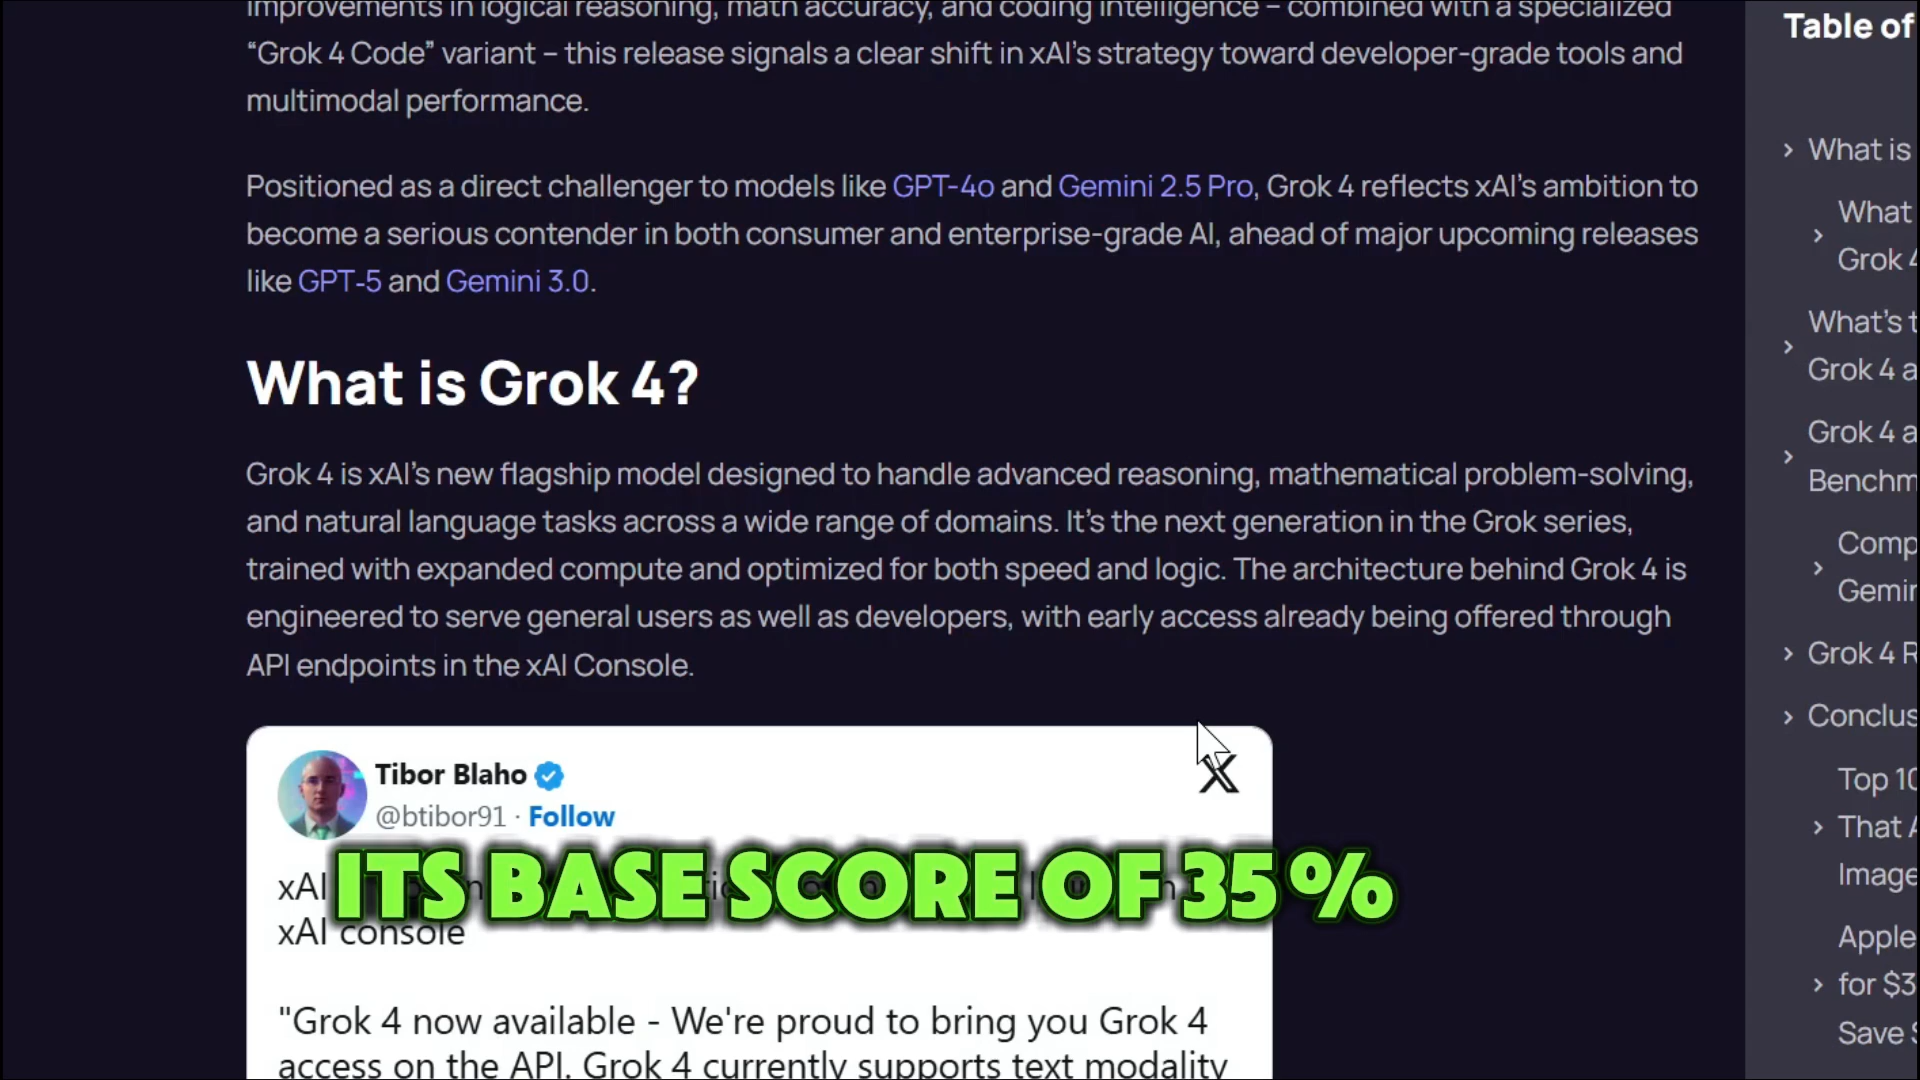 improvements in logical reasoning, math accuracy, and coding intelligence – combined with a specialized
“Grok 4 Code” variant – this release signals a clear shift in xAI’s strategy toward developer-grade tools and
multimodal performance.
Positioned as a direct challenger to models like GPT-4o and Gemini 2.5 Pro, Grok 4 reflects xAI’s ambition to
become a serious contender in both consumer and enterprise-grade AI, ahead of major upcoming releases
like GPT-5 and Gemini 3.0.
What is Grok 4?
Grok 4 is xAI’s new flagship model designed to handle advanced reasoning, mathematical problem-solving,
and natural language tasks across a wide range of domains. It’s the next generation in the Grok series,
trained with expanded compute and optimized for both speed and logic. The architecture behind Grok 4 is
engineered to serve general users as well as developers, with early access already being offered through
API endpoints in the xAI Console.
Tibor Blaho
@btibor91 · Follow
xAI
ITS BASE SCORE OF 35%
xAI console
"Grok 4 now available - We're proud to bring you Grok 4
access on the API. Grok 4 currently supports text modality
Table of
What is
What
Grok 4
What’s t
Grok 4 a
Grok 4 a
Benchm
Comp
Gemin
Grok 4 R
Conclus
Top 10
That A
Image
Apple
for $3
Save $